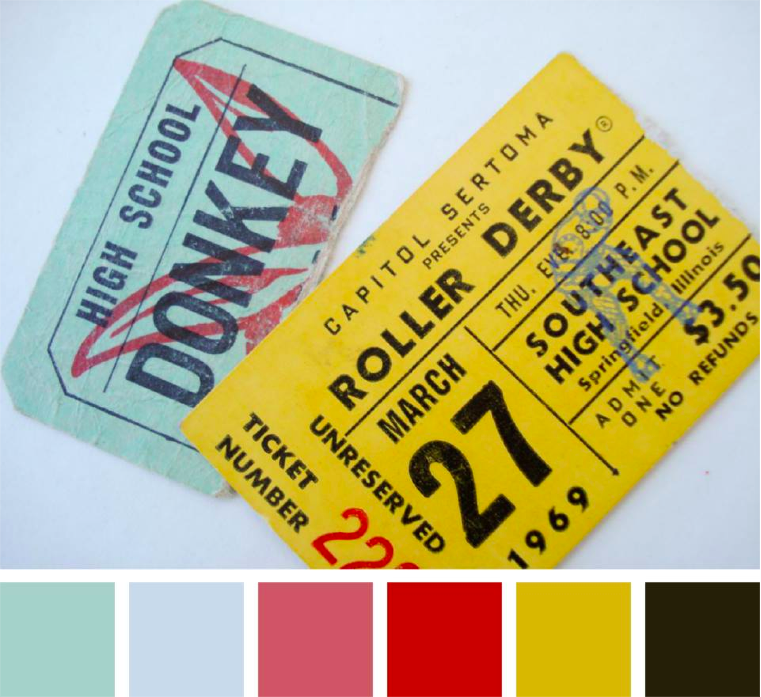 HIGH SCHOOL
DONKEY
CAPITOL SERTOMA
PRESENTS
ROLLER DERBY®
MARCH
27
1969
THU. EVE. 8:00 P.M.
SOUTHEAST
HIGH SCHOOL
Springfield, Illinois
ADMIT
ONE
$3.50
NO REFUNDS
UNRESERVED
TICKET
NUMBER